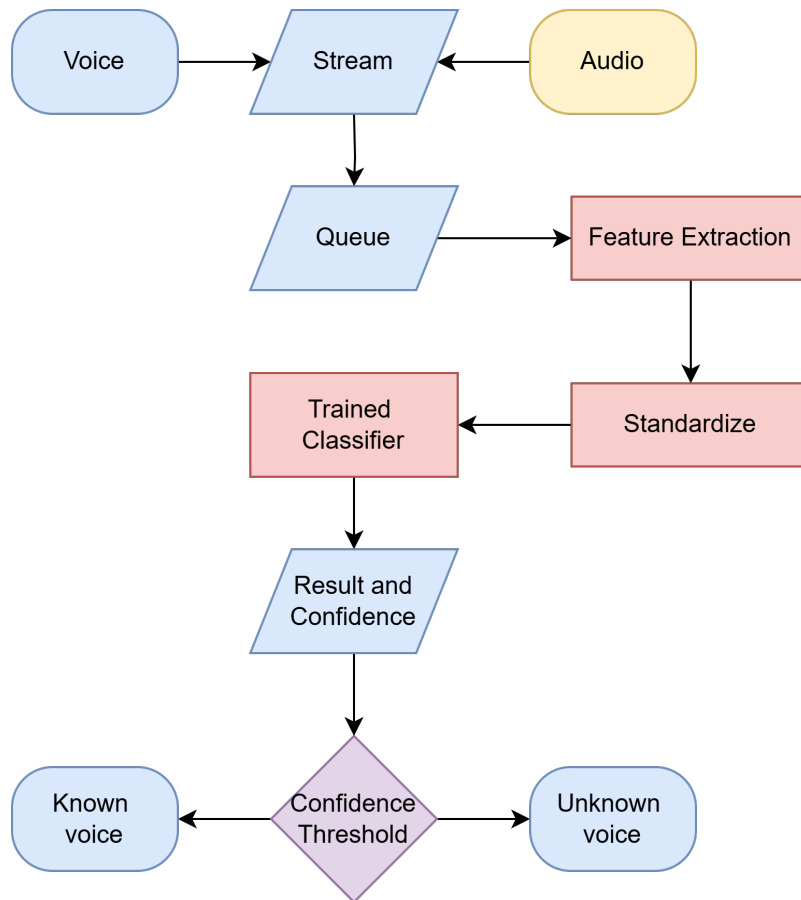 Voice
Stream
Audio
Queue
Feature Extraction
Standardize
Trained
Classifier
Result and
Confidence
Confidence
Threshold
Known
voice
Unknown
voice